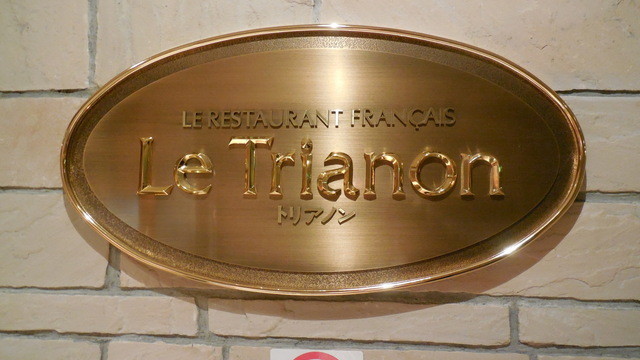 LE RESTAURANT FRANÇAIS
Le Trianon
トリアノン